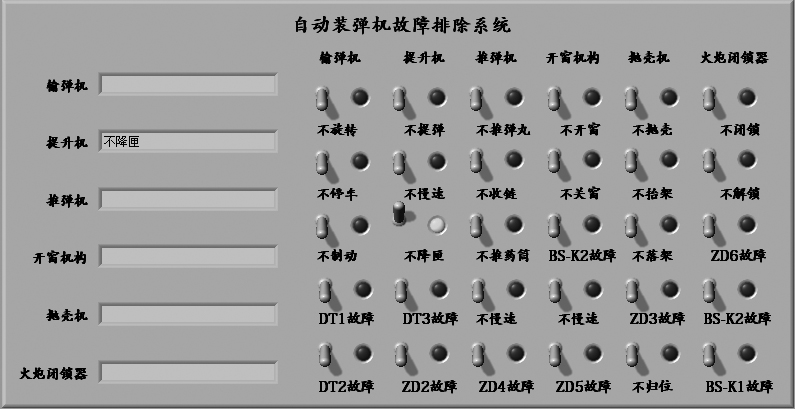 自动装弹机故障排除系统
输弹机 提升机 推弹机 开窗机构 抛壳机 火炮闭锁器
输弹机
不旋转 不提弹 不推弹丸 不开窗 不抛壳 不闭锁
提升机 不降匣
不停车 不慢速 不收链 不关窗 不抬架 不解锁
推弹机
不制动 不降匣 不推药筒 BS-K2故障 不落架 ZD6故障
开窗机构
抛壳机
DT1故障 DT3故障 不慢速 不慢速 ZD3故障 BS-K2故障
火炮闭锁器
DT2故障 ZD2故障 ZD4故障 ZD5故障 不归位 BS-K1故障